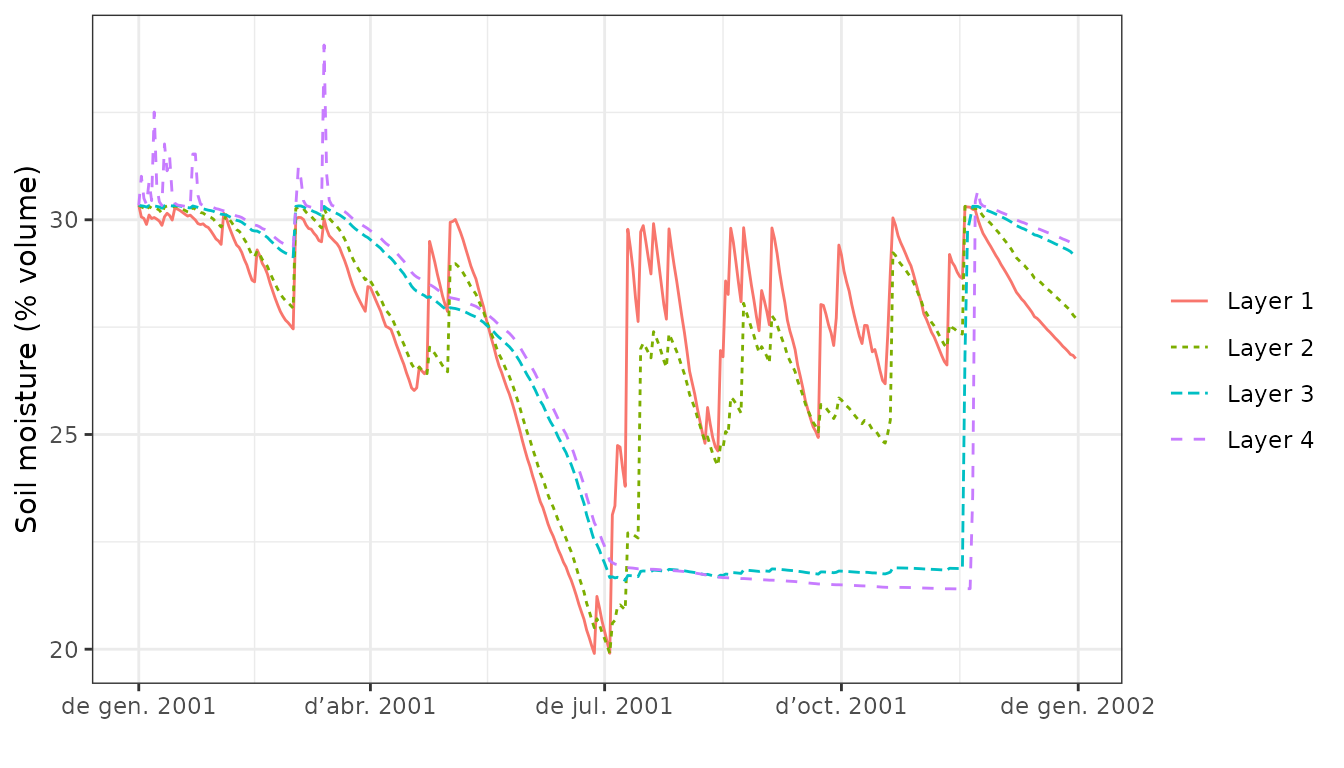 Soil moisture (% volume)
30
25
20
de gen. 2001
d’abr. 2001
de jul. 2001
d’oct. 2001
de gen. 2002
Layer 1
Layer 2
Layer 3
Layer 4